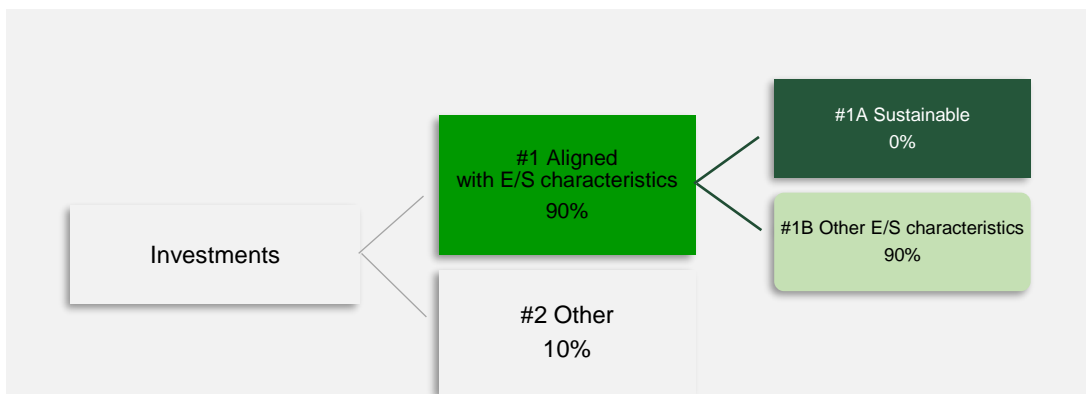 Investments
#1 Aligned
with E/S characteristics
90%
#2 Other
10%
#1A Sustainable
0%
#1B Other E/S characteristics
90%